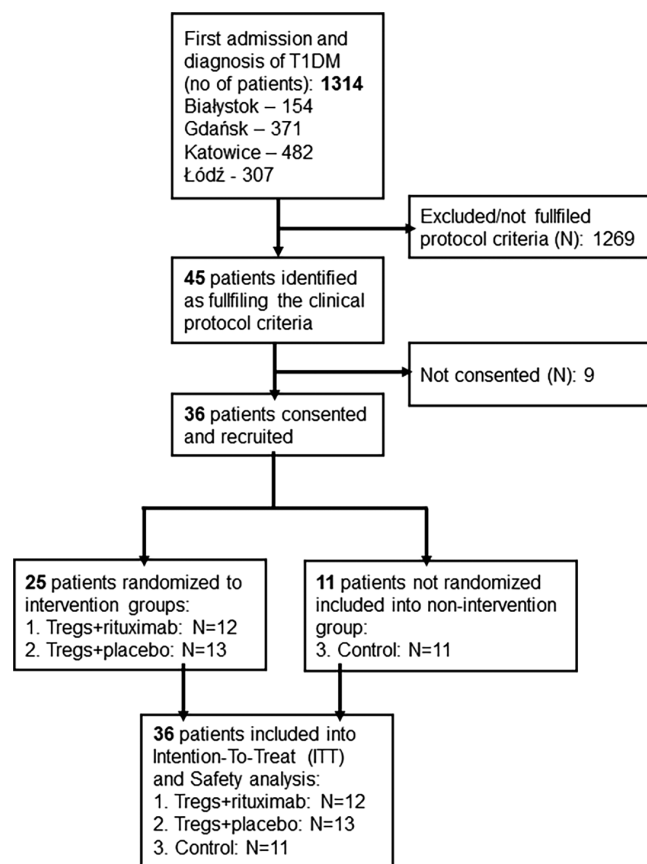 First admission and
diagnosis of T1DM
(no of patients): 1314
Białystok – 154
Gdańsk – 371
Katowice – 482
Łódź - 307
Excluded/not fullfiled
protocol criteria (N): 1269
45 patients identified
as fullfiling the clinical
protocol criteria
Not consented (N): 9
36 patients consented
and recruited
25 patients randomized to
intervention groups:
1. Tregs+rituximab: N=12
2. Tregs+placebo: N=13
11 patients not randomized
included into non-intervention
group:
3. Control: N=11
36 patients included into
Intention-To-Treat (ITT)
and Safety analysis:
1. Tregs+rituximab: N=12
2. Tregs+placebo: N=13
3. Control: N=11